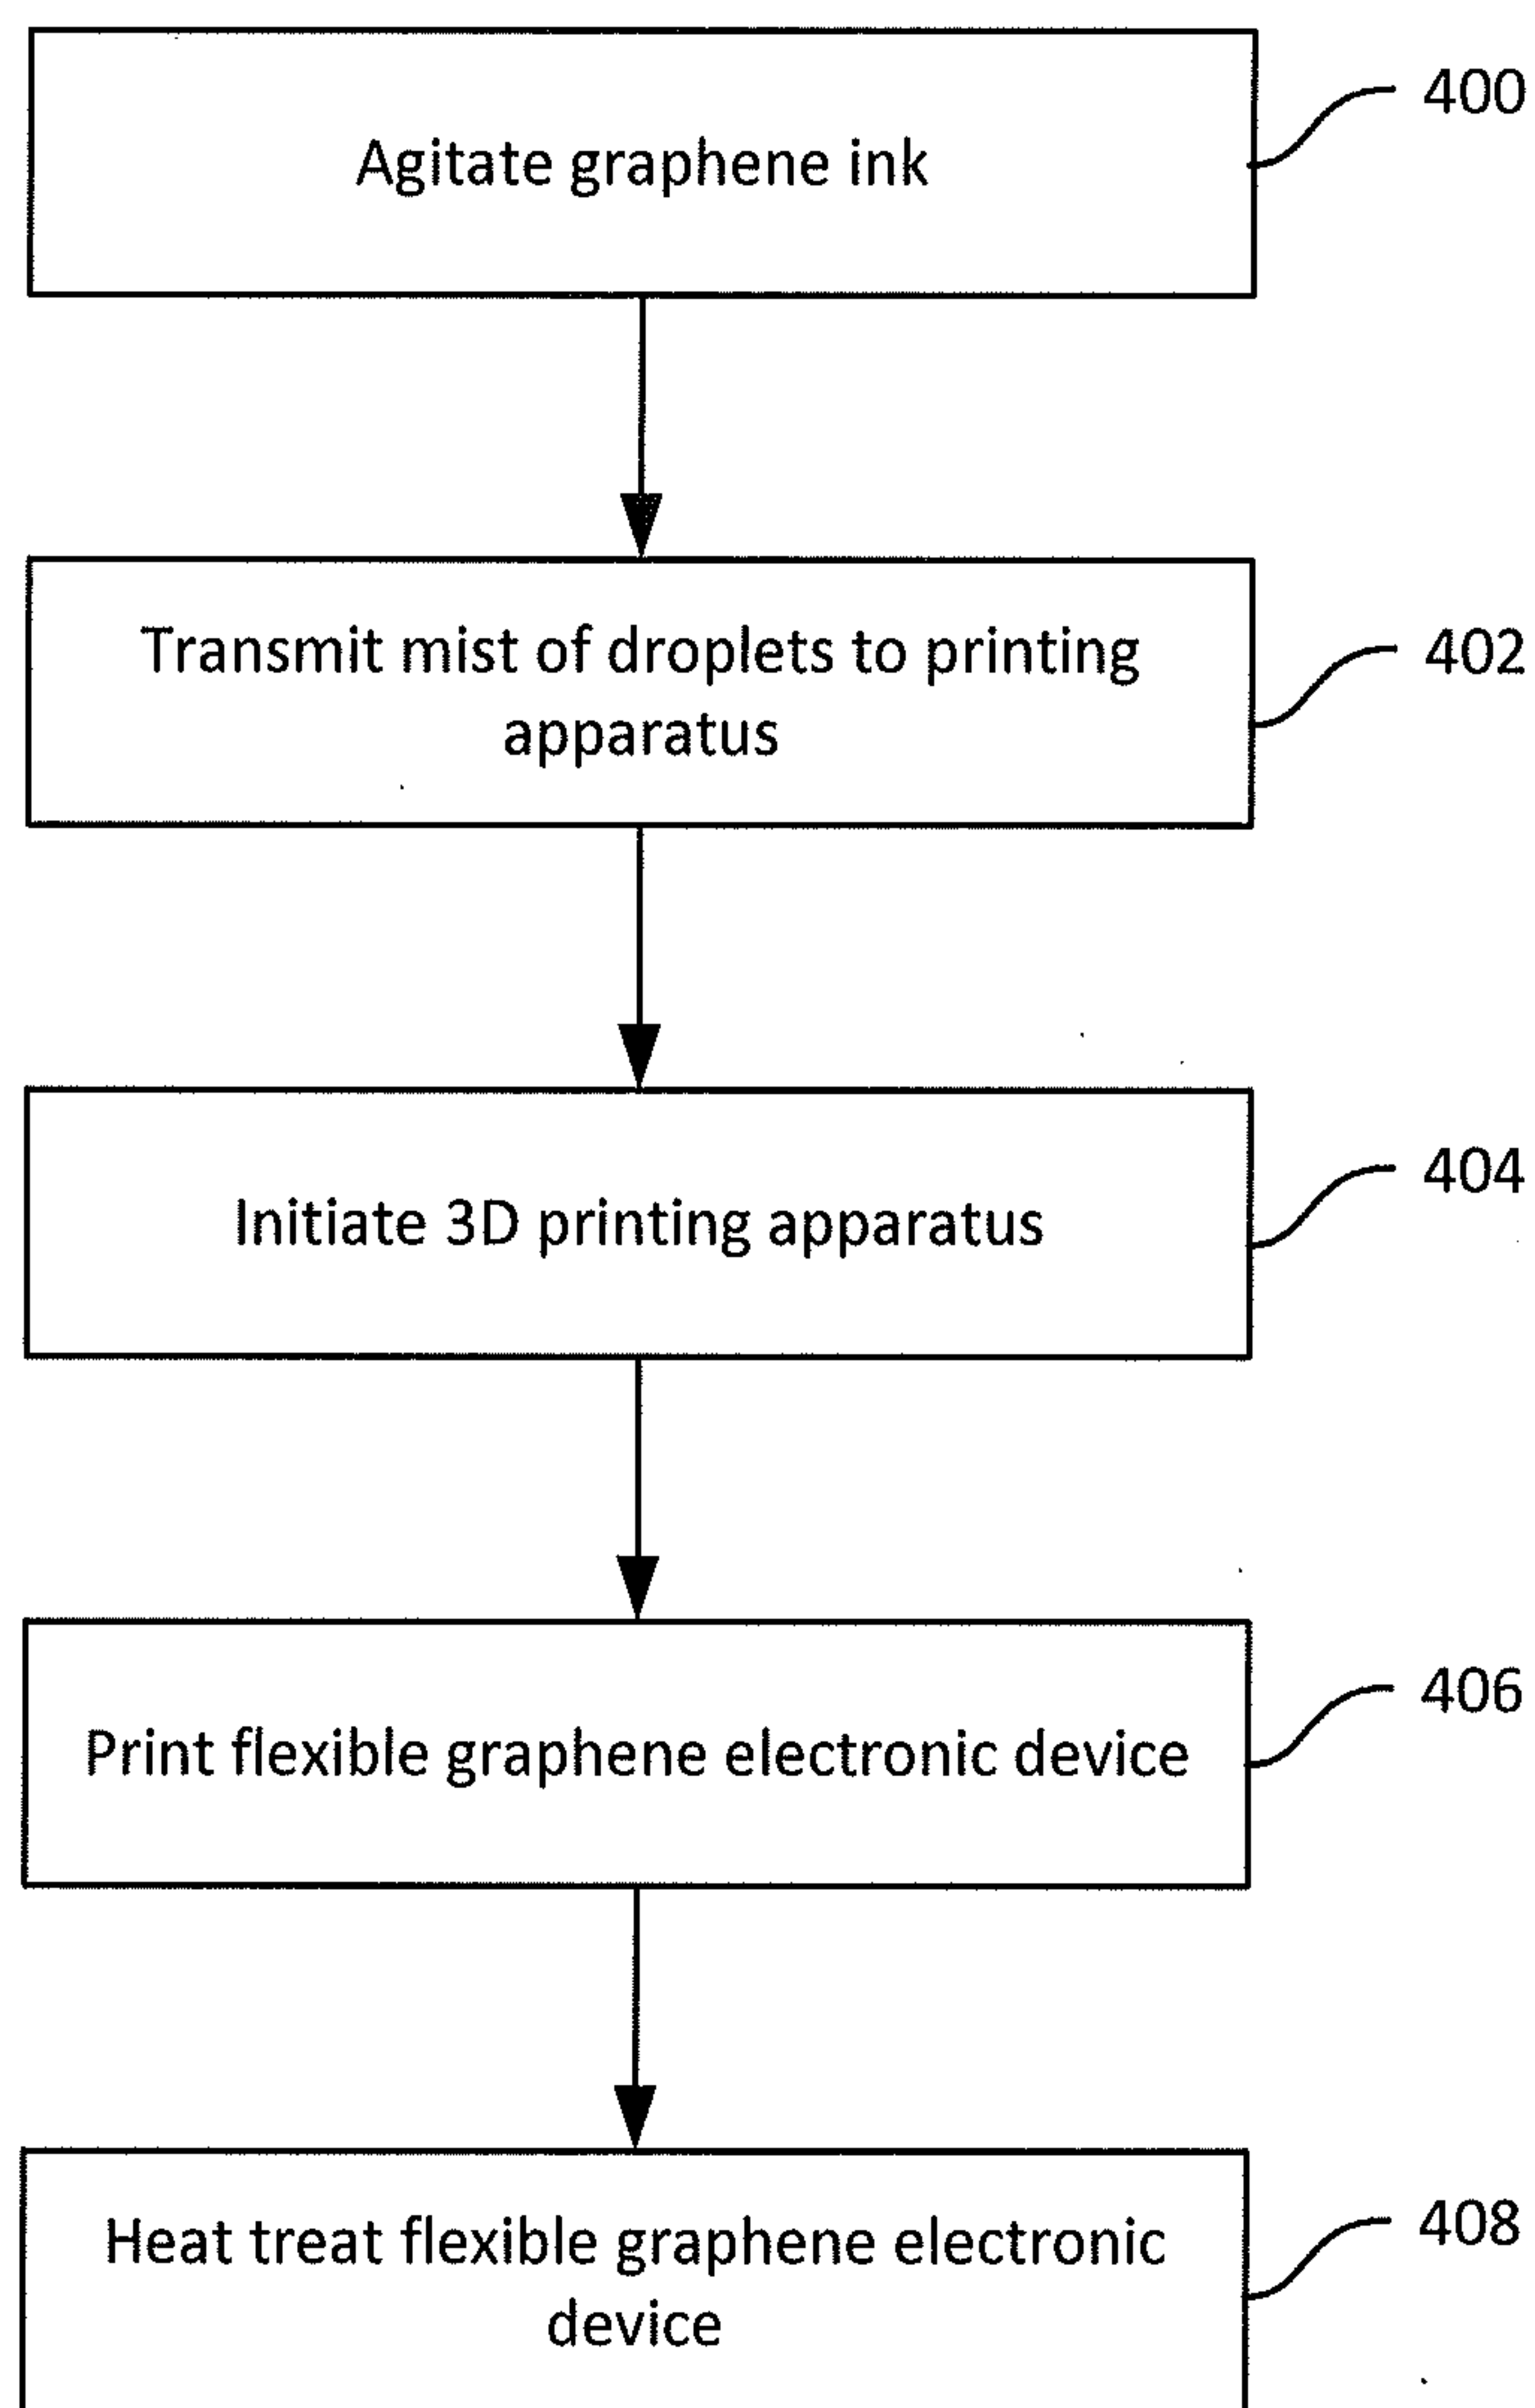 Agitate graphene ink
400
Transmit mist of droplets to printing
apparatus
402
Initiate 3D printing apparatus
404
Print flexible graphene electronic device
406
Heat treat flexible graphene electronic
device
408